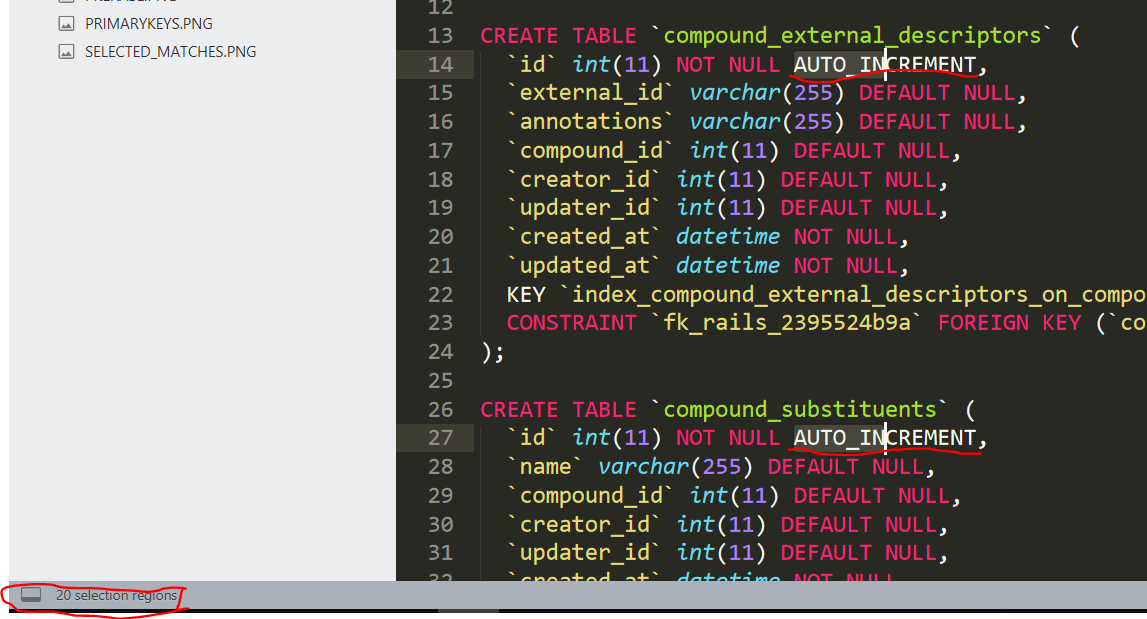 PRIMARYKEYS.PNG
SELECTED_MATCHES.PNG
12
13 CREATE TABLE `compound_external_descriptors` (
14 `id` int(11) NOT NULL AUTO_INCREMENT,
15 `external_id` varchar(255) DEFAULT NULL,
16 `annotations` varchar(255) DEFAULT NULL,
17 `compound_id` int(11) DEFAULT NULL,
18 `creator_id` int(11) DEFAULT NULL,
19 `updater_id` int(11) DEFAULT NULL,
20 `created_at` datetime NOT NULL,
21 `updated_at` datetime NOT NULL,
22 KEY `index_compound_external_descriptors_on_compo
23 CONSTRAINT `fk_rails_2395524b9a` FOREIGN KEY (`co
24 );
25
26 CREATE TABLE `compound_substituents` (
27 `id` int(11) NOT NULL AUTO_INCREMENT,
28 `name` varchar(255) DEFAULT NULL,
29 `compound_id` int(11) DEFAULT NULL,
30 `creator_id` int(11) DEFAULT NULL,
31 `updater_id` int(11) DEFAULT NULL,
32 `created_at` datetime NOT NULL
20 selection regions